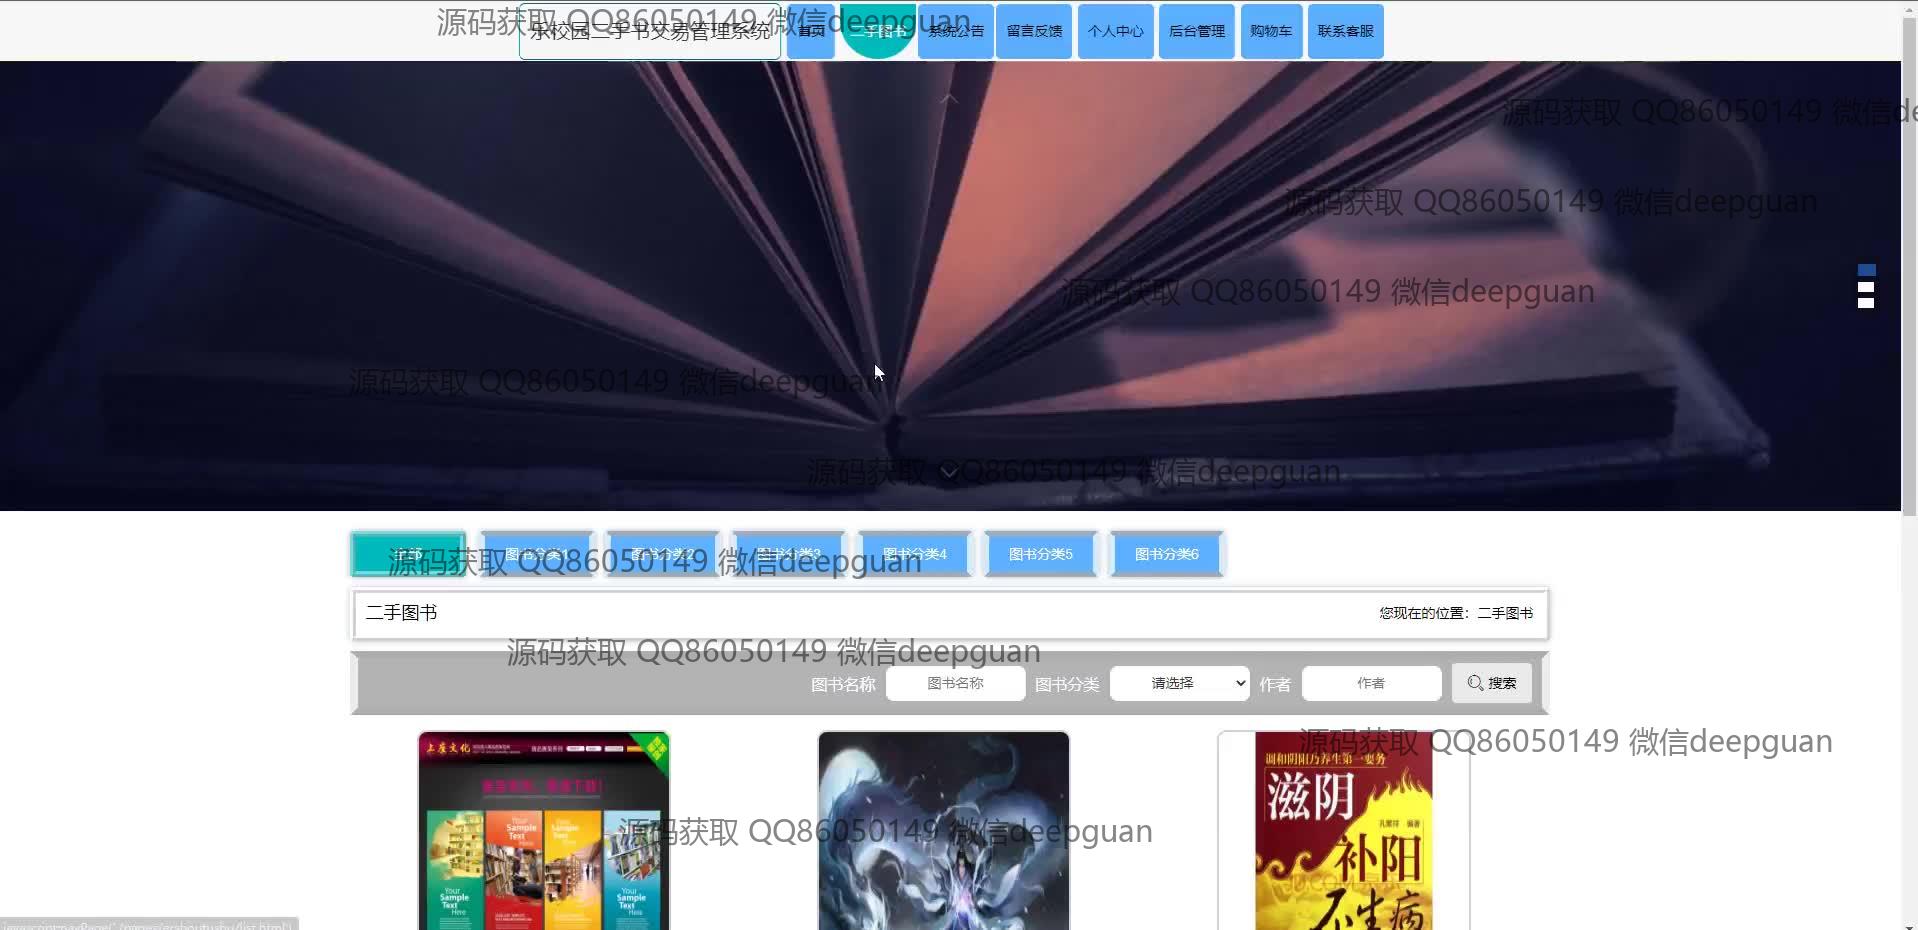 乐校园二手书交易管理系统 首页 二手图书 系统公告 留言反馈 个人中心 后台管理 购物车 联系客服
源码获取 QQ86050149 微信deepguan
源码获取 QQ86050149 微信de
源码获取 QQ86050149 微信deepguan
源码获取 QQ86050149 微信deepguan
源码获取 QQ86050149 微信deepguan
源码获取 QQ86050149 微信deepguan
全部 图书分类1 图书分类2 图书分类3 图书分类4 图书分类5 图书分类6
源码获取 QQ86050149 微信deepguan
二手图书 您现在的位置：二手图书
源码获取 QQ86050149 微信deepguan
图书名称 图书名称 图书分类 请选择 作者 作者 搜索
源码获取 QQ86050149 微信deepguan
上座文化
调和阴阳乃养生第一要务
滋阴
补阳
不生病
Your Sample Text Here
Your Sample Text Here
源码获取 QQ86050149 微信deepguan